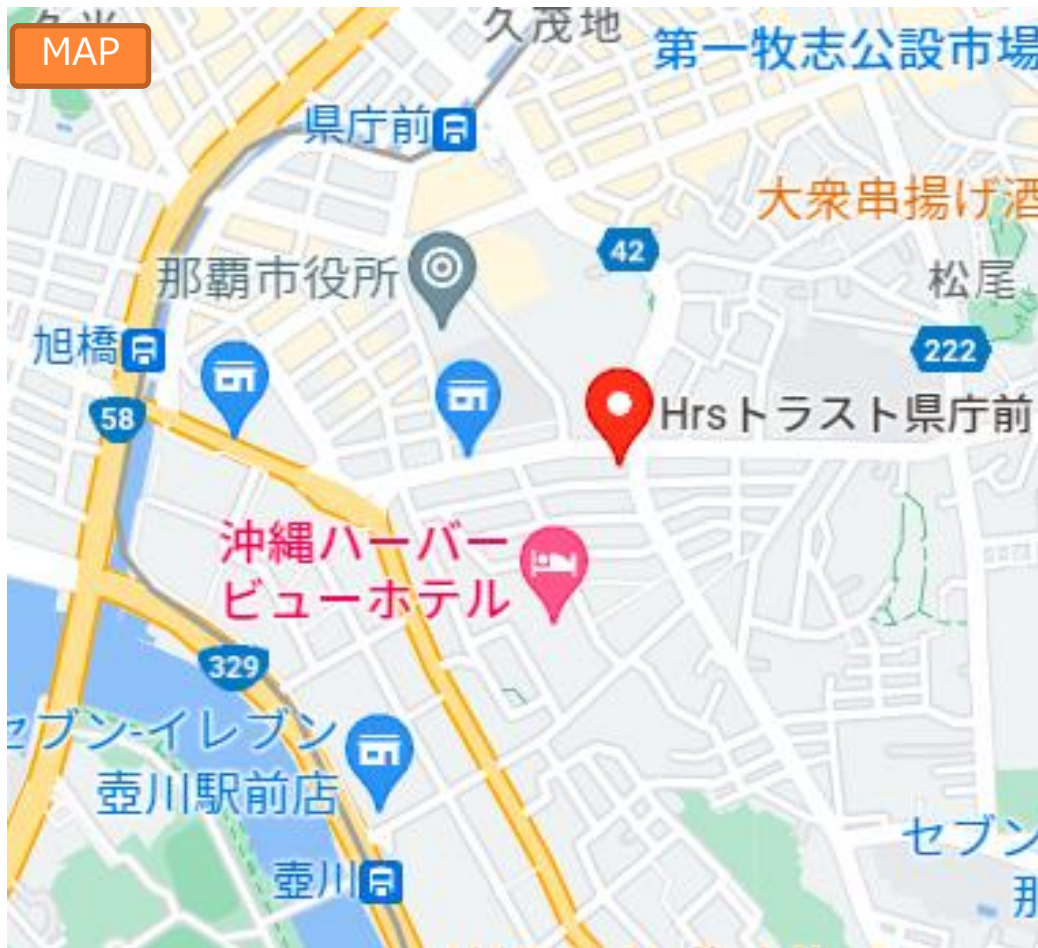 MAP
久茂地
第一牧志公設市場
県庁前
大衆串揚げ酒
42
那覇市役所
松尾
旭橋
222
58
Hrsトラスト県庁前
沖縄ハーバー
ビューホテル
329
セブン-イレブン
壺川駅前店
壺川
セブン
那